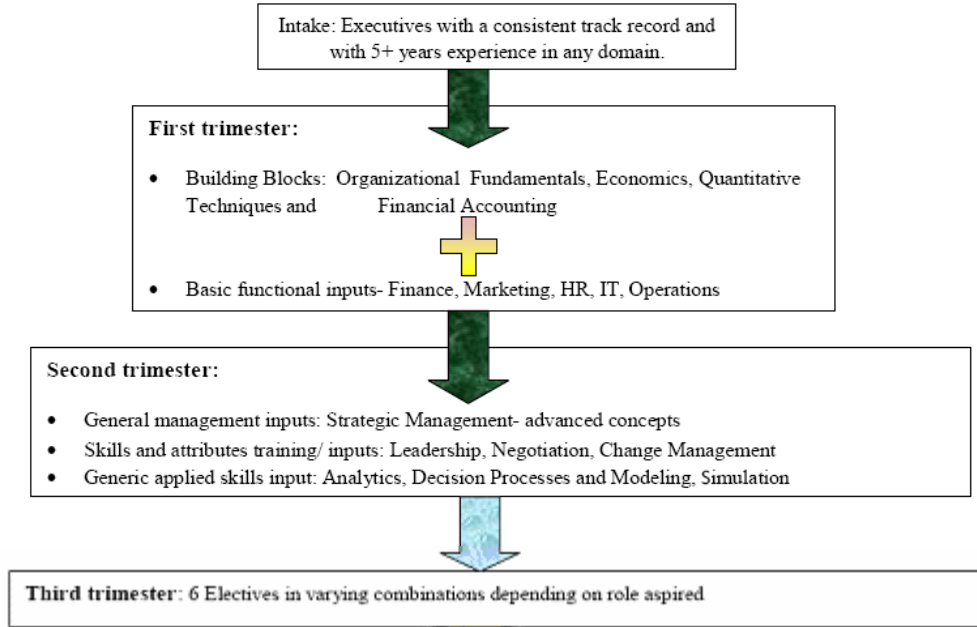 Intake: Executives with a consistent track record and
with 5+ years experience in any domain.
First trimester:
• Building Blocks: Organizational Fundamentals, Economics, Quantitative
Techniques and Financial Accounting
• Basic functional inputs- Finance, Marketing, HR, IT, Operations
Second trimester:
• General management inputs: Strategic Management- advanced concepts
• Skills and attributes training/ inputs: Leadership, Negotiation, Change Management
• Generic applied skills input: Analytics, Decision Processes and Modeling, Simulation
Third trimester: 6 Electives in varying combinations depending on role aspired